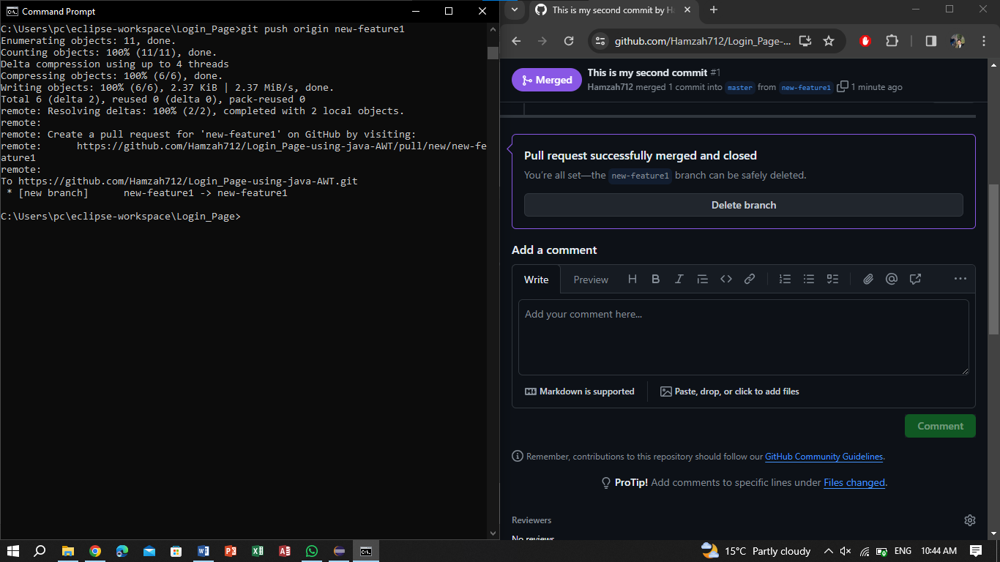 Command Prompt
C:\Users\pc\eclipse-workspace\Login_Page>git push origin new-feature1
Enumerating objects: 11, done.
Counting objects: 100% (11/11), done.
Delta compression using up to 4 threads
Compressing objects: 100% (6/6), done.
Writing objects: 100% (6/6), 2.37 KiB | 2.37 MiB/s, done.
Total 6 (delta 2), reused 0 (delta 0), pack-reused 0
remote: Resolving deltas: 100% (2/2), completed with 2 local objects.
remote:
remote: Create a pull request for 'new-feature1' on GitHub by visiting:
remote:      https://github.com/Hamzah712/Login_Page-using-java-AWT/pull/new/new-fe
ature1
remote:
To https://github.com/Hamzah712/Login_Page-using-java-AWT.git
 * [new branch]      new-feature1 -> new-feature1
C:\Users\pc\eclipse-workspace\Login_Page>
This is my second commit by H
github.com/Hamzah712/Login_Page-...
Merged
This is my second commit #1
Hamzah712 merged 1 commit into master from new-feature1 1 minute ago
Pull request successfully merged and closed
You're all set—the new-feature1 branch can be safely deleted.
Delete branch
Add a comment
Write Preview H B I
Add your comment here...
Markdown is supported
Paste, drop, or click to add files
Comment
Remember, contributions to this repository should follow our GitHub Community Guidelines.
ProTip! Add comments to specific lines under Files changed.
Reviewers
No reviews
15°C Partly cloudy
ENG
10:44 AM